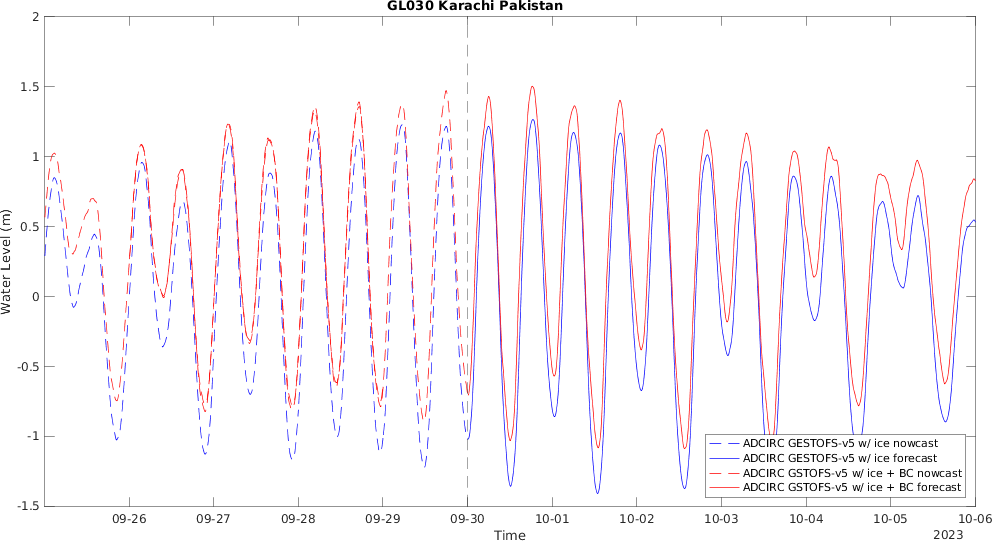 GL030 Karachi Pakistan
Water Level (m)
2
1.5
1
0.5
0
-0.5
-1
-1.5
ADCIRC GESTOFS-v5 w/ ice nowcast
ADCIRC GESTOFS-v5 w/ ice forecast
ADCIRC GSTOFS-v5 w/ ice + BC nowcast
ADCIRC GSTOFS-v5 w/ ice + BC forecast
09-26 09-27 09-28 09-29 09-30 10-01 10-02 10-03 10-04 10-05 10-06
Time 2023